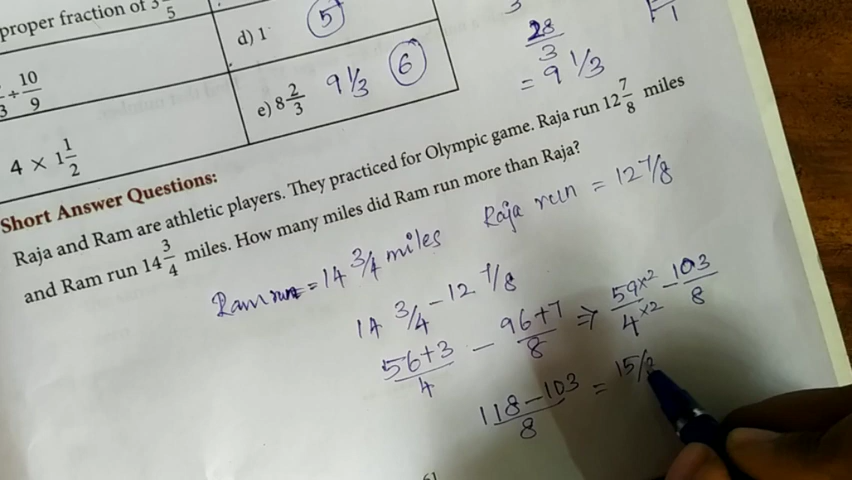 proper fraction of 3
5
d) 1
5
÷ 10/9
3
e) 8 2/3
9 1/3
6
4 × 1 1/2
28/3
= 9 1/3
Short Answer Questions:
Raja and Ram are athletic players. They practiced for Olympic game. Raja run 12 7/8 miles
and Ram run 14 3/4 miles. How many miles did Ram run more than Raja?
Ram run = 14 3/4 miles
Raja run = 12 7/8
14 3/4 - 12 7/8
56+3/4 - 96+7/8 ⇒ 59×2/4×2 - 103/8
118-103/8 = 15/8